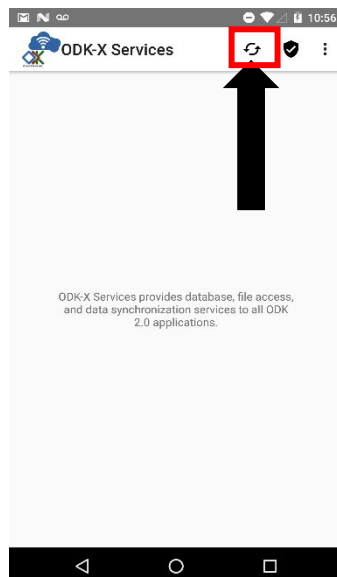 10:56
ODK-X Services
ODK-X Services provides database, file access,
and data synchronization services to all ODK
2.0 applications.